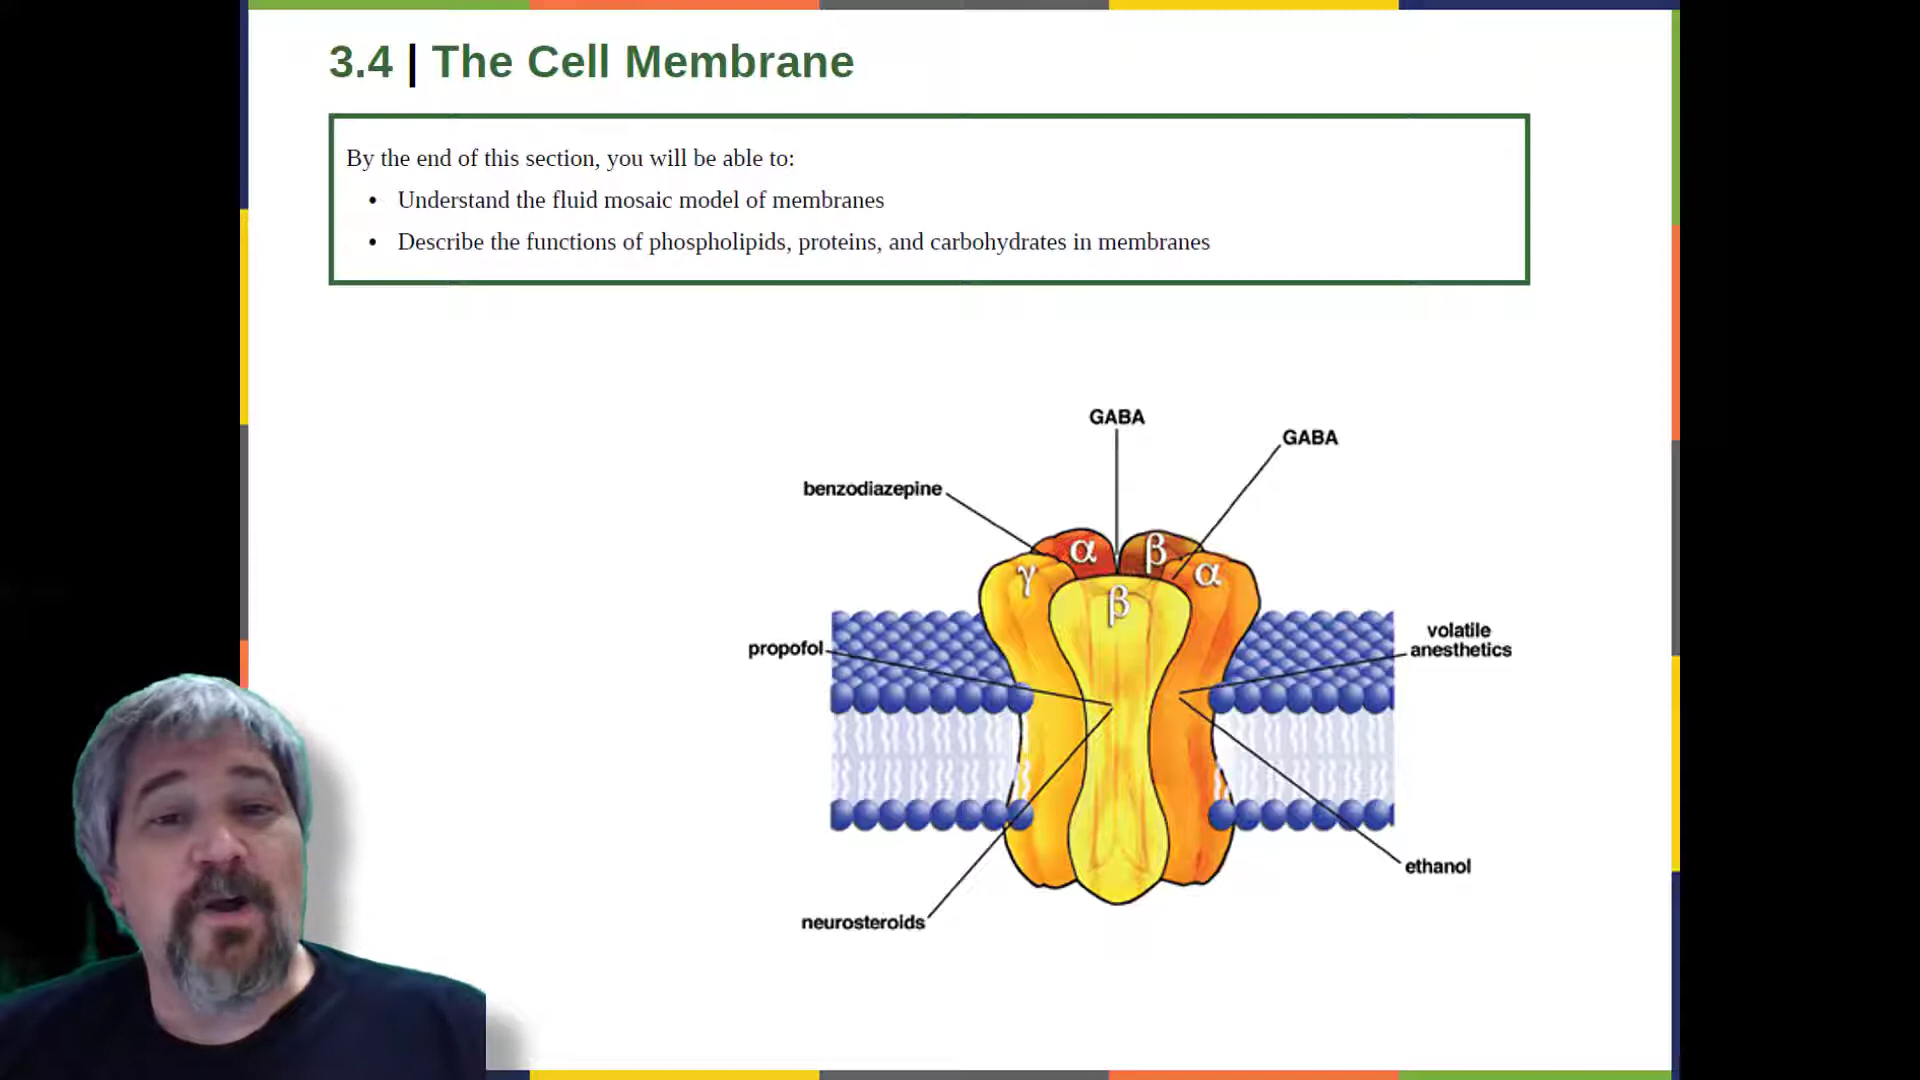 3.4 | The Cell Membrane
By the end of this section, you will be able to:
• Understand the fluid mosaic model of membranes
• Describe the functions of phospholipids, proteins, and carbohydrates in membranes
GABA
GABA
benzodiazepine
α
β
γ
α
β
propofol
volatile
anesthetics
ethanol
neurosteroids